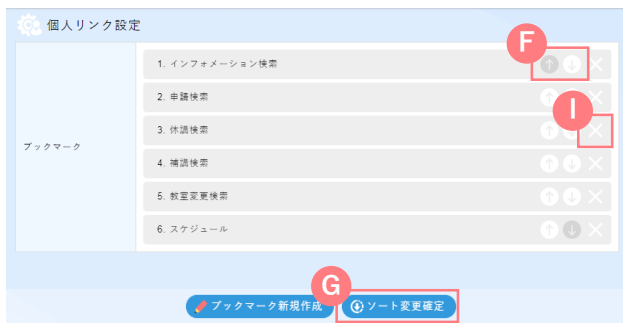 個人リンク設定
F
1. インフォメーション検索
2. 申請検索
I
3. 休講検索
ブックマーク
4. 補講検索
5. 教室変更検索
6. スケジュール
G
ブックマーク新規作成
ソート変更確定